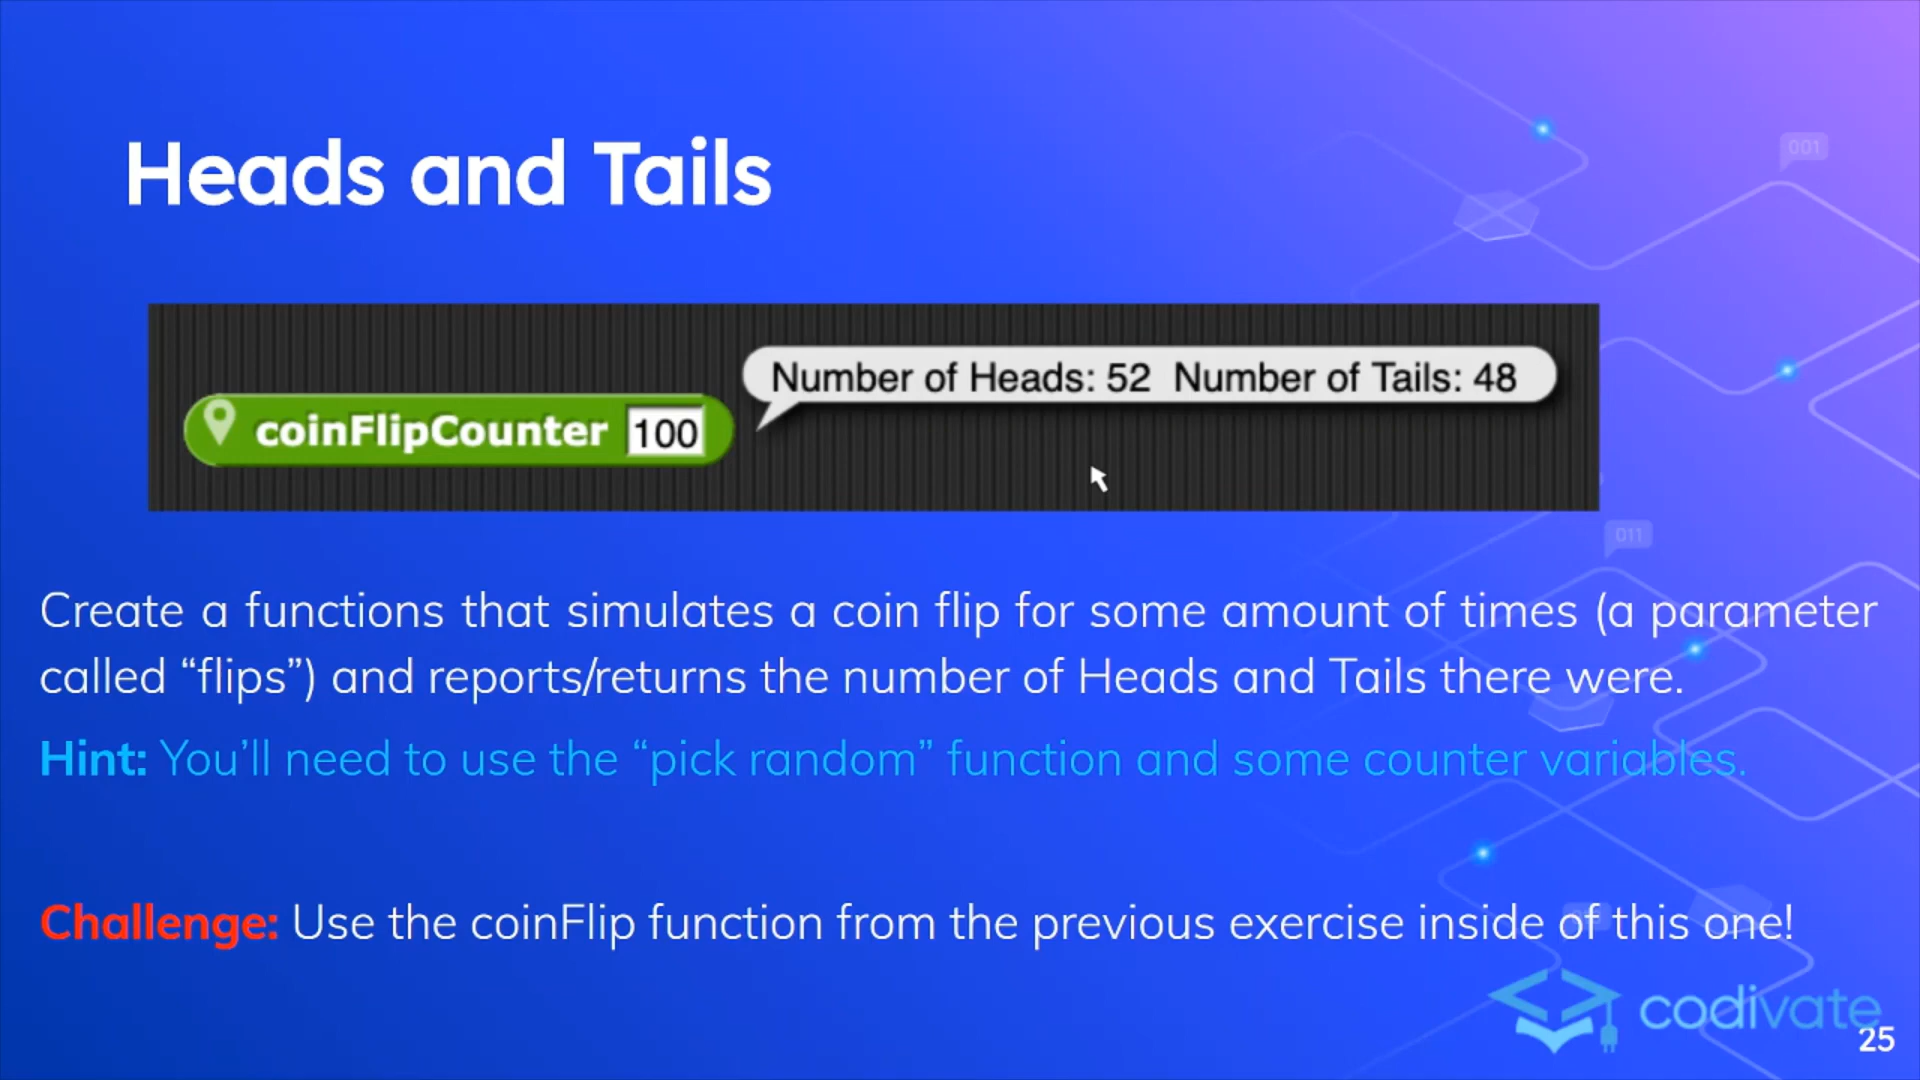 001
Heads and Tails
Number of Heads: 52  Number of Tails: 48
coinFlipCounter 100
011
Create a functions that simulates a coin flip for some amount of times (a parameter
called “flips”) and reports/returns the number of Heads and Tails there were.
Hint: You’ll need to use the “pick random” function and some counter variables.
Challenge: Use the coinFlip function from the previous exercise inside of this one!
codivate
25